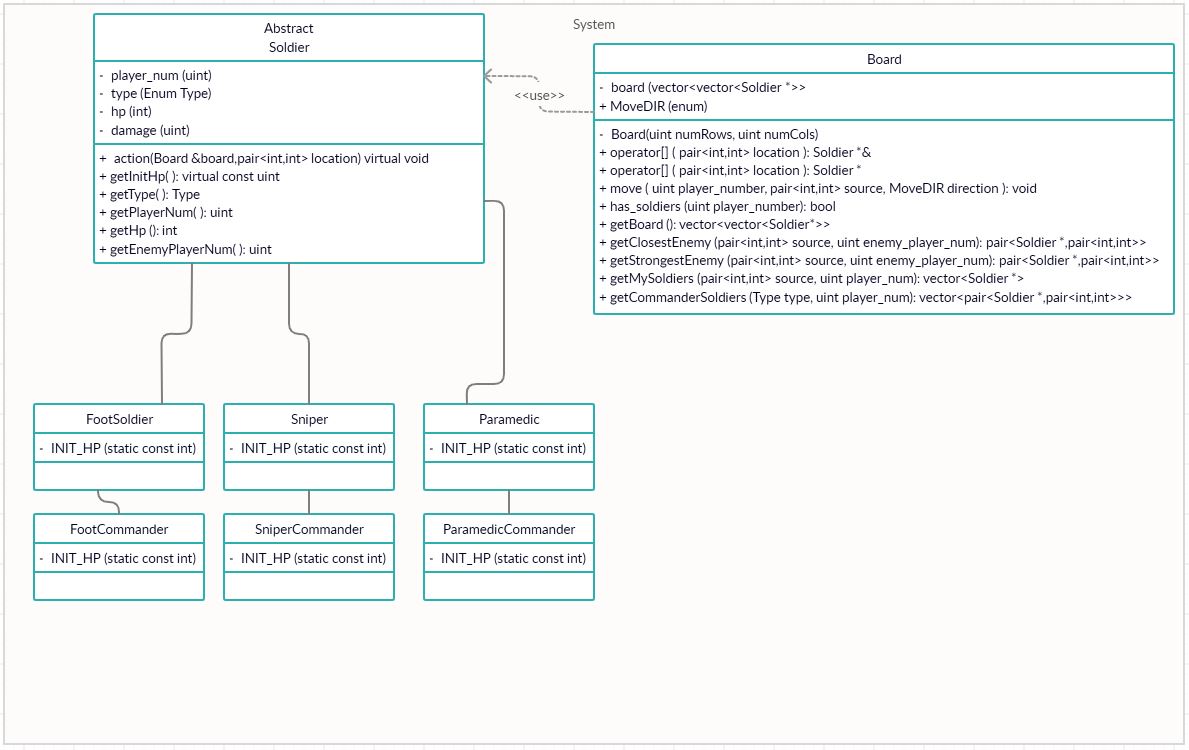 System
Abstract
Soldier
- player_num (uint)
- type (Enum Type)
- hp (int)
- damage (uint)
+ action(Board &board,pair<int,int> location) virtual void
+ getInitHp( ): virtual const uint
+ getType( ): Type
+ getPlayerNum( ): uint
+ getHp (): int
+ getEnemyPlayerNum( ): uint
<<use>>
Board
- board (vector<vector<Soldier *>>
+ MoveDIR (enum)
- Board(uint numRows, uint numCols)
+ operator[] ( pair<int,int> location ): Soldier *&
+ operator[] ( pair<int,int> location ): Soldier *
+ move ( uint player_number, pair<int,int> source, MoveDIR direction ): void
+ has_soldiers (uint player_number): bool
+ getBoard (): vector<vector<Soldier*>>
+ getClosestEnemy (pair<int,int> source, uint enemy_player_num): pair<Soldier *,pair<int,int>>
+ getStrongestEnemy (pair<int,int> source, uint enemy_player_num): pair<Soldier *,pair<int,int>>
+ getMySoldiers (pair<int,int> source, uint player_num): vector<Soldier *>
+ getCommanderSoldiers (Type type, uint player_num): vector<pair<Soldier *,pair<int,int>>>
FootSoldier
- INIT_HP (static const int)
Sniper
- INIT_HP (static const int)
Paramedic
- INIT_HP (static const int)
FootCommander
- INIT_HP (static const int)
SniperCommander
- INIT_HP (static const int)
ParamedicCommander
- INIT_HP (static const int)